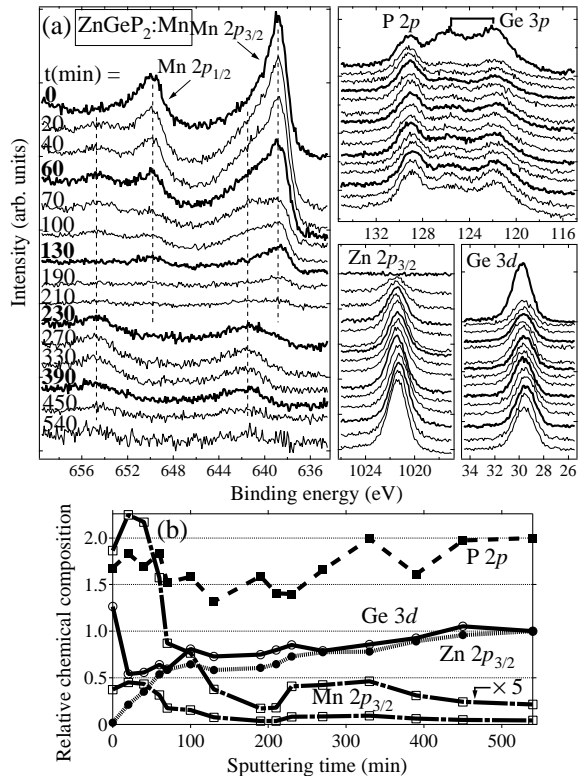 (a)
ZnGeP2:Mn
Mn 2p3/2
Mn 2p1/2
t(min) =
0
20
40
60
70
100
130
190
210
230
270
330
390
450
540
Intensity (arb. units)
656 652 648 644 640 636
P 2p
Ge 3p
132 128 124 120 116
Zn 2p3/2
1024 1020
Ge 3d
34 30 26
Binding energy (eV)
(b)
Relative chemical composition
2.0
1.5
1.0
0.5
0
P 2p
Ge 3d
Zn 2p3/2
× 5
Mn 2p3/2
0 100 200 300 400 500
Sputtering time (min)